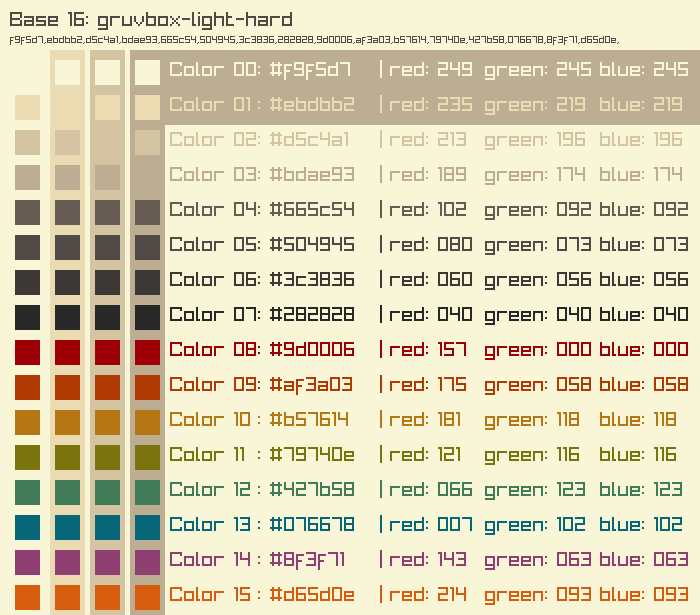 Base 16: gruvbox-light-hard
f9f5d7,ebdbb2,d5c4a1,bdae93,665c54,504945,3c3836,282828,9d0006,af3a03,b57614,79740e,427b58,076678,8f3f71,d65d0e,
Color 00: #f9f5d7 | red: 249 green: 245 blue: 245
Color 01: #ebdbb2 | red: 235 green: 219 blue: 219
Color 02: #d5c4a1 | red: 213 green: 196 blue: 196
Color 03: #bdae93 | red: 189 green: 174 blue: 174
Color 04: #665c54 | red: 102 green: 092 blue: 092
Color 05: #504945 | red: 080 green: 073 blue: 073
Color 06: #3c3836 | red: 060 green: 056 blue: 056
Color 07: #282828 | red: 040 green: 040 blue: 040
Color 08: #9d0006 | red: 157 green: 000 blue: 000
Color 09: #af3a03 | red: 175 green: 058 blue: 058
Color 10 : #b57614 | red: 181 green: 118 blue: 118
Color 11 : #79740e | red: 121 green: 116 blue: 116
Color 12 : #427b58 | red: 066 green: 123 blue: 123
Color 13 : #076678 | red: 007 green: 102 blue: 102
Color 14 : #8f3f71 | red: 143 green: 063 blue: 063
Color 15 : #d65d0e | red: 214 green: 093 blue: 093